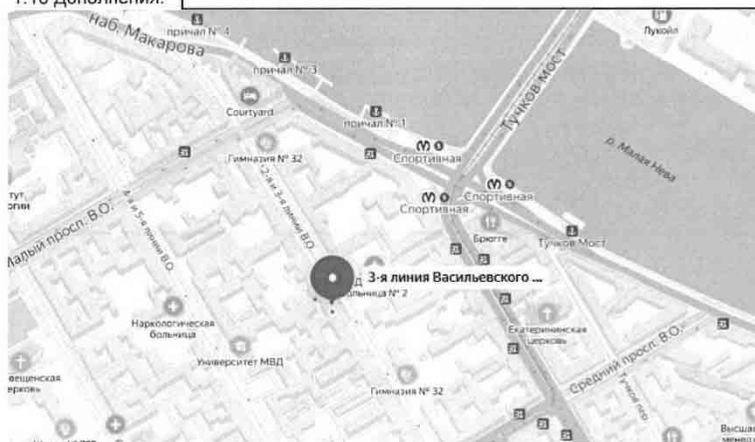 1.10 Дополнения:
наб. Макарова
причал № 4
причал № 3
причал № 1
Лукойл
Тучков мост
Courtyard
Гимназия № 32
Спортивная
Спортивная
Спортивная
р. Малая Нева
2-я и 3-я линии В.О.
4-я и 5-я линии В.О.
Малый просп. В.О.
Брюгге
Тучков Мост
3-я линия Васильевского ...
больница № 2
Наркологическая
больница
Университет МВД
Екатерининская
церковь
Средний просп. В.О.
Гимназия № 32
Тучков пер.